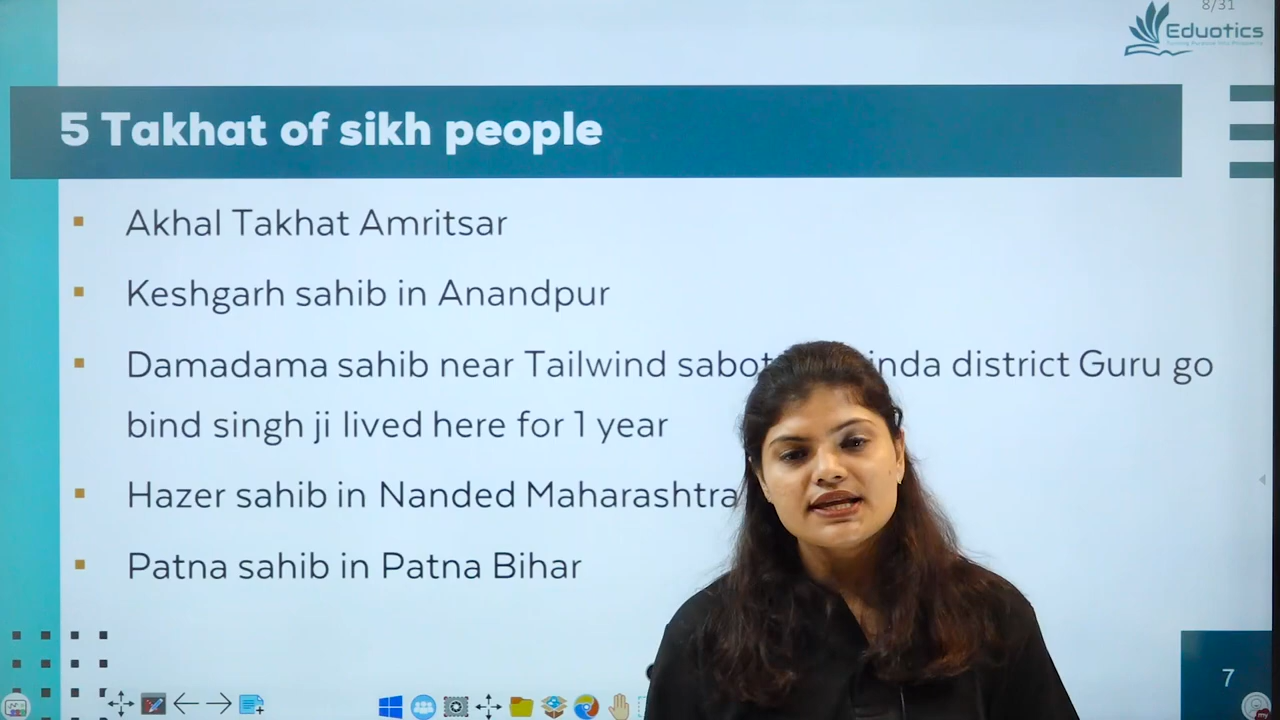 8/31
Eduotics
5 Takhat of sikh people
Akhal Takhat Amritsar
Keshgarh sahib in Anandpur
Damadama sahib near Tailwind district Guru go
bind singh ji lived here for 1 year
Hazer sahib in Nanded Maharashtra
Patna sahib in Patna Bihar
7